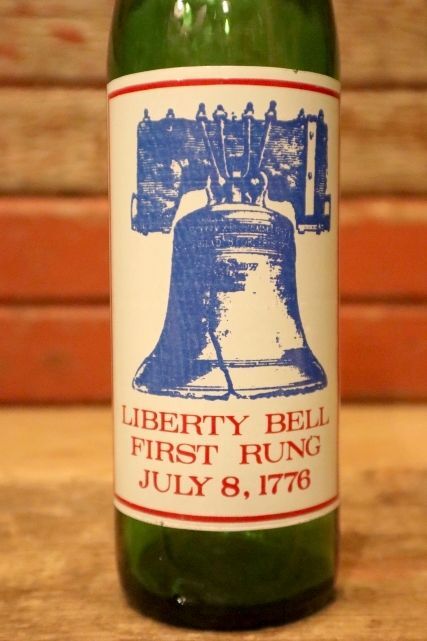 LIBERTY BELL
FIRST RUNG
JULY 8, 1776